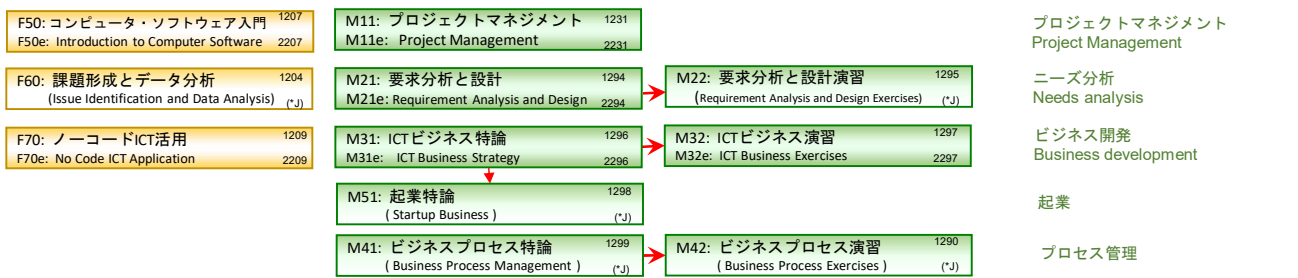 F50: コンピュータ・ソフトウェア入門 1207
F50e: Introduction to Computer Software 2207
M11: プロジェクトマネジメント 1231
M11e: Project Management 2231
プロジェクトマネジメント
Project Management
F60: 課題形成とデータ分析 1204
(Issue Identification and Data Analysis) (*J)
M21: 要求分析と設計 1294
M21e: Requirement Analysis and Design 2294
M22: 要求分析と設計演習 1295
(Requirement Analysis and Design Exercises) (*J)
ニーズ分析
Needs analysis
F70: ノーコードICT活用 1209
F70e: No Code ICT Application 2209
M31: ICTビジネス特論 1296
M31e: ICT Business Strategy 2296
M32: ICTビジネス演習 1297
M32e: ICT Business Exercises 2297
ビジネス開発
Business development
M51: 起業特論 1298
( Startup Business ) (*J)
起業
M41: ビジネスプロセス特論 1299
( Business Process Management ) (*J)
M42: ビジネスプロセス演習 1290
( Business Process Exercises ) (*J)
プロセス管理